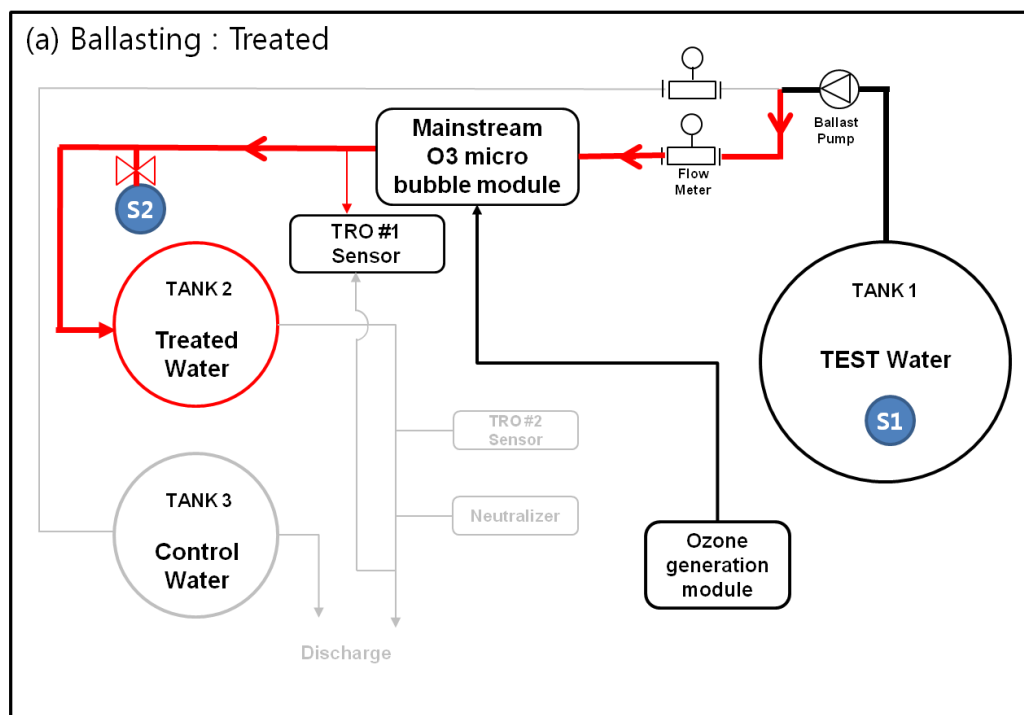 (a) Ballasting : Treated
Ballast
Pump
Mainstream
O3 micro
bubble module
Flow
Meter
S2
TRO #1
Sensor
TANK 2
Treated
Water
TANK 1
TEST Water
S1
TRO #2
Sensor
TANK 3
Control
Water
Neutralizer
Ozone
generation
module
Discharge